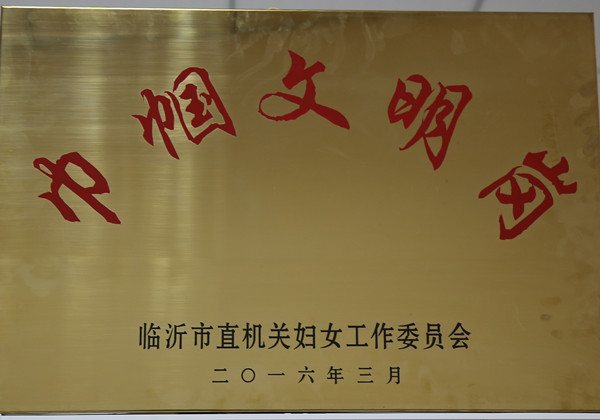 巾帼文明岗
临沂市直机关妇女工作委员会
二〇一六年三月